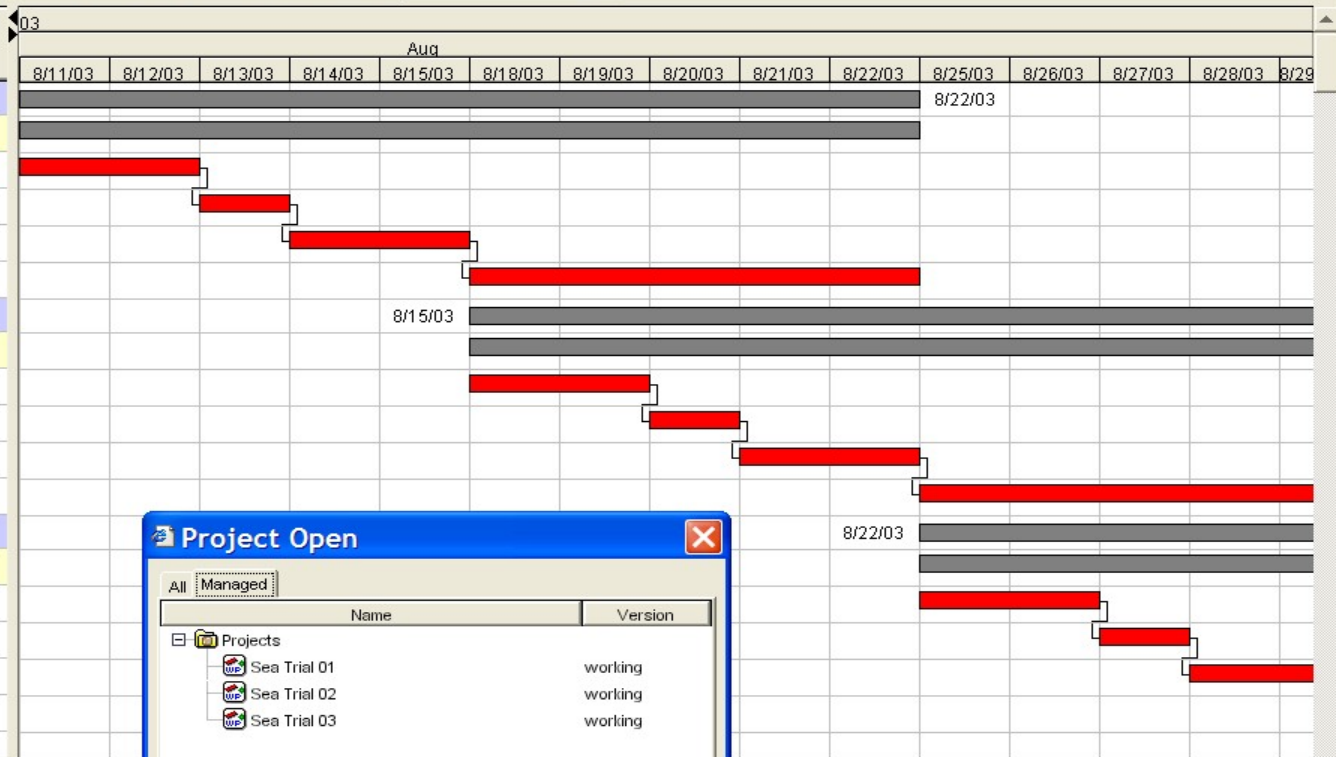 03
Aug
8/11/03 8/12/03 8/13/03 8/14/03 8/15/03 8/18/03 8/19/03 8/20/03 8/21/03 8/22/03 8/25/03 8/26/03 8/27/03 8/28/03 8/29
8/22/03
8/15/03
8/22/03
Project Open
All Managed
Name Version
Projects
Sea Trial 01 working
Sea Trial 02 working
Sea Trial 03 working